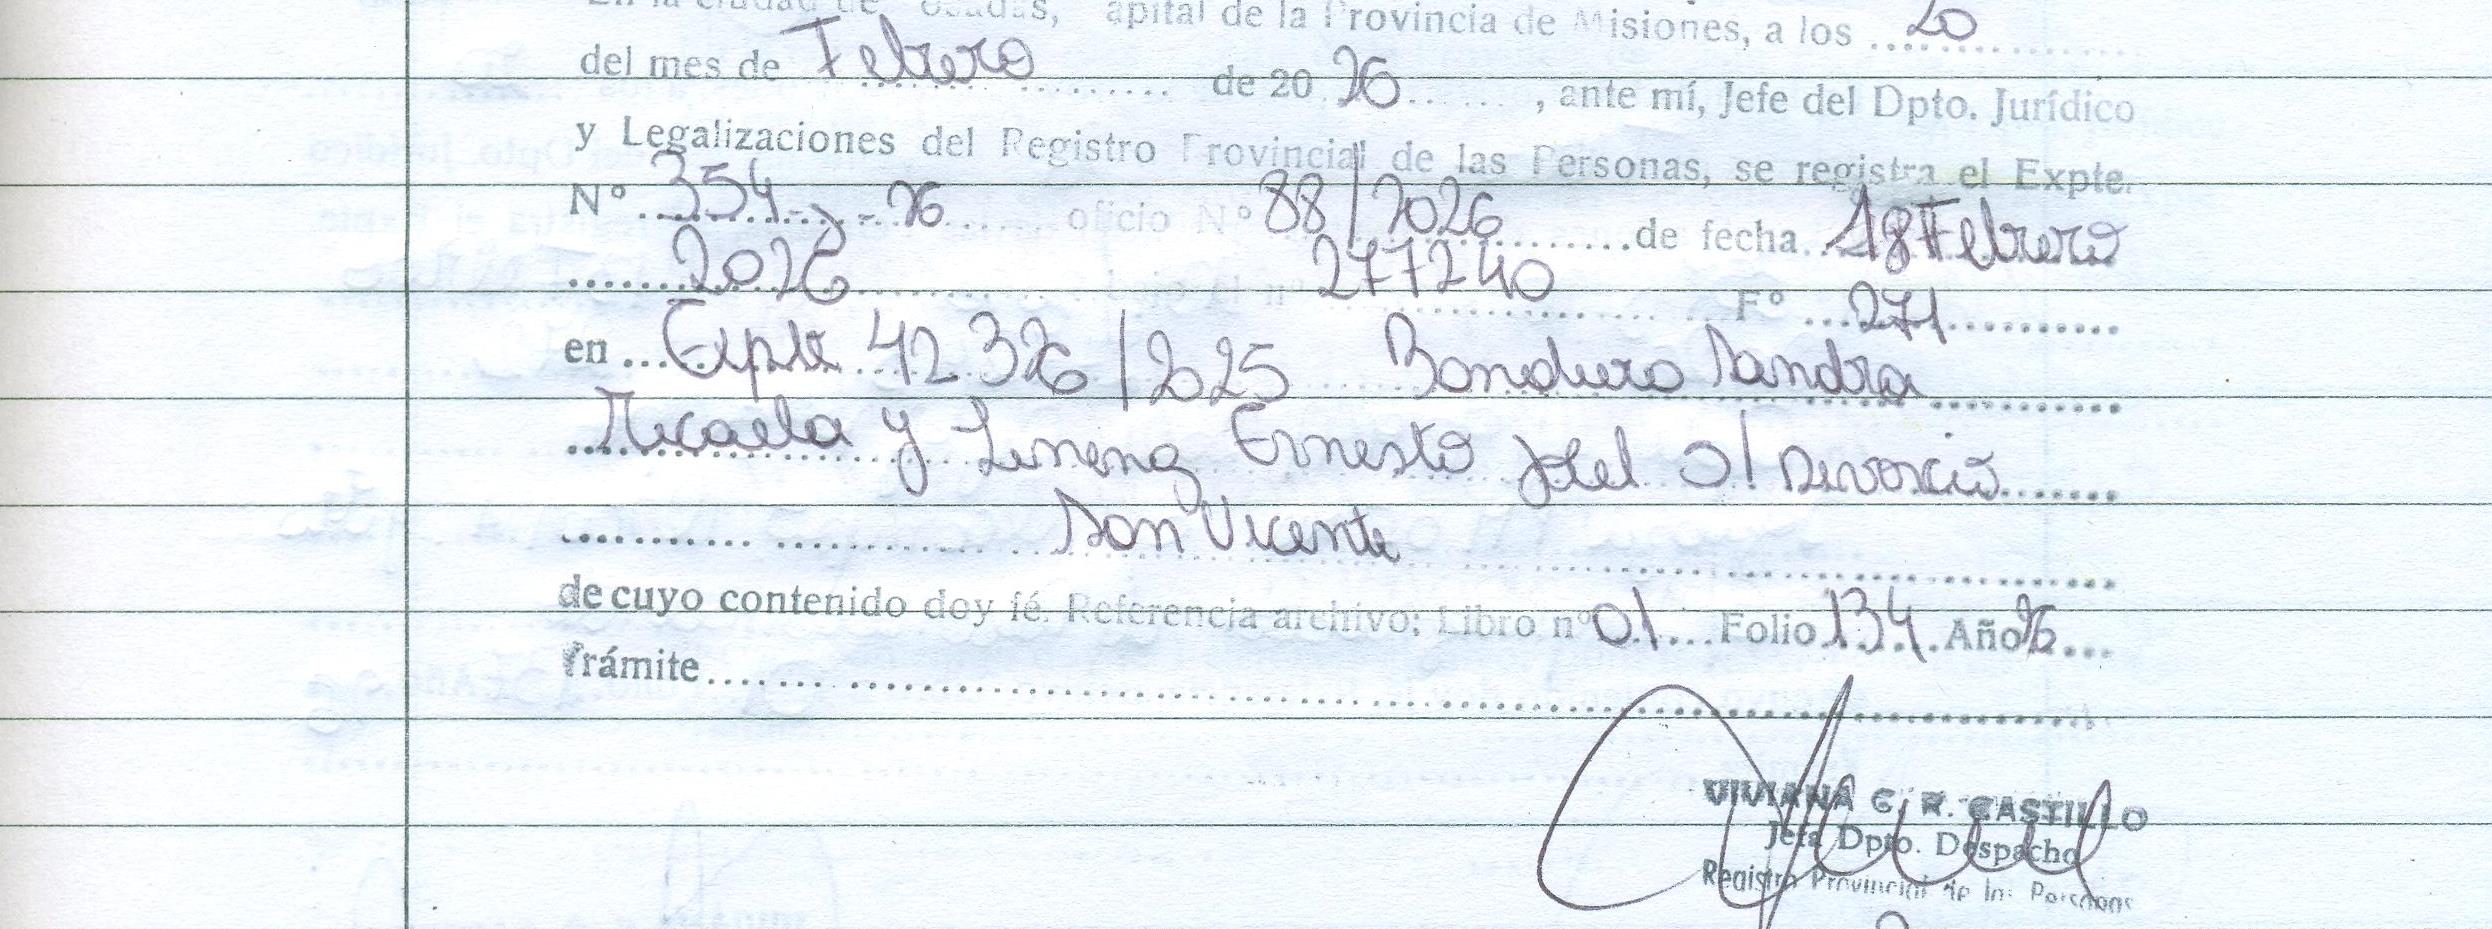 En la ciudad de osadas, apital de la Provincia de Misiones, a los 20
del mes de Febrero de 20 26, ante mí, Jefe del Dpto. Jurídico
y Legalizaciones del Registro Provincial de las Personas, se registra el Expte.
N° 354-J-26 oficio N° 88/2026 de fecha 18 Febrero
2026 277240 F° 271
en Expte 42326/2025 Sandra
Micaela y Ernesto Joel S/ Divorcio
San Vicente
de cuyo contenido doy fé. Referencia archivo: Libro n° 01 Folio 134 Año 26
Trámite
VIVIANA C. R. CASTILLO
Jefa Dpto. Despacho
Registro Provincial de las Personas